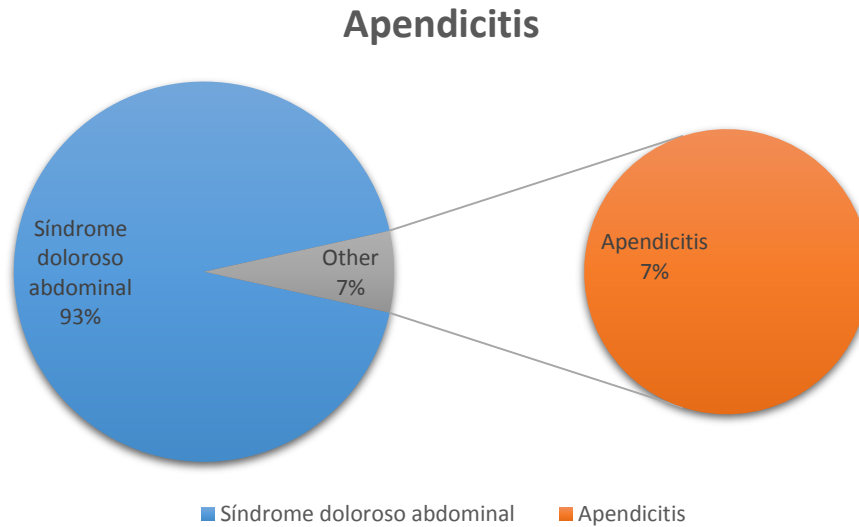 Apendicitis
Síndrome
doloroso
abdominal
93%
Other
7%
Apendicitis
7%
Síndrome doloroso abdominal
Apendicitis